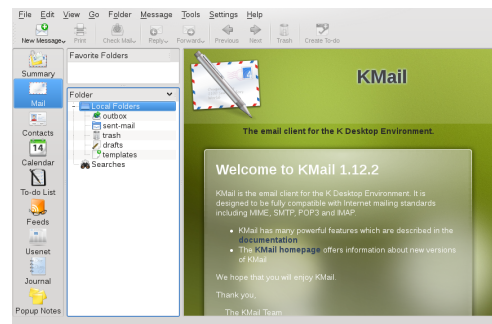 File Edit View Go Folder Message Tools Settings Help
New Message Print Check Mail Reply Forward Previous Next Trash Create To-do
Summary
Mail
Contacts
14
Calendar
To-do List
Feeds
Usenet
Journal
Popup Notes
Favorite Folders
Folder
Local Folders
outbox
sent-mail
trash
drafts
templates
Searches
KMail
The email client for the K Desktop Environment.
Welcome to KMail 1.12.2
KMail is the email client for the K Desktop Environment. It is
designed to be fully compatible with Internet mailing standards
including MIME, SMTP, POP3 and IMAP.
• KMail has many powerful features which are described in the
documentation
• The KMail homepage offers information about new versions
of KMail
We hope that you will enjoy KMail.
Thank you,
The KMail Team